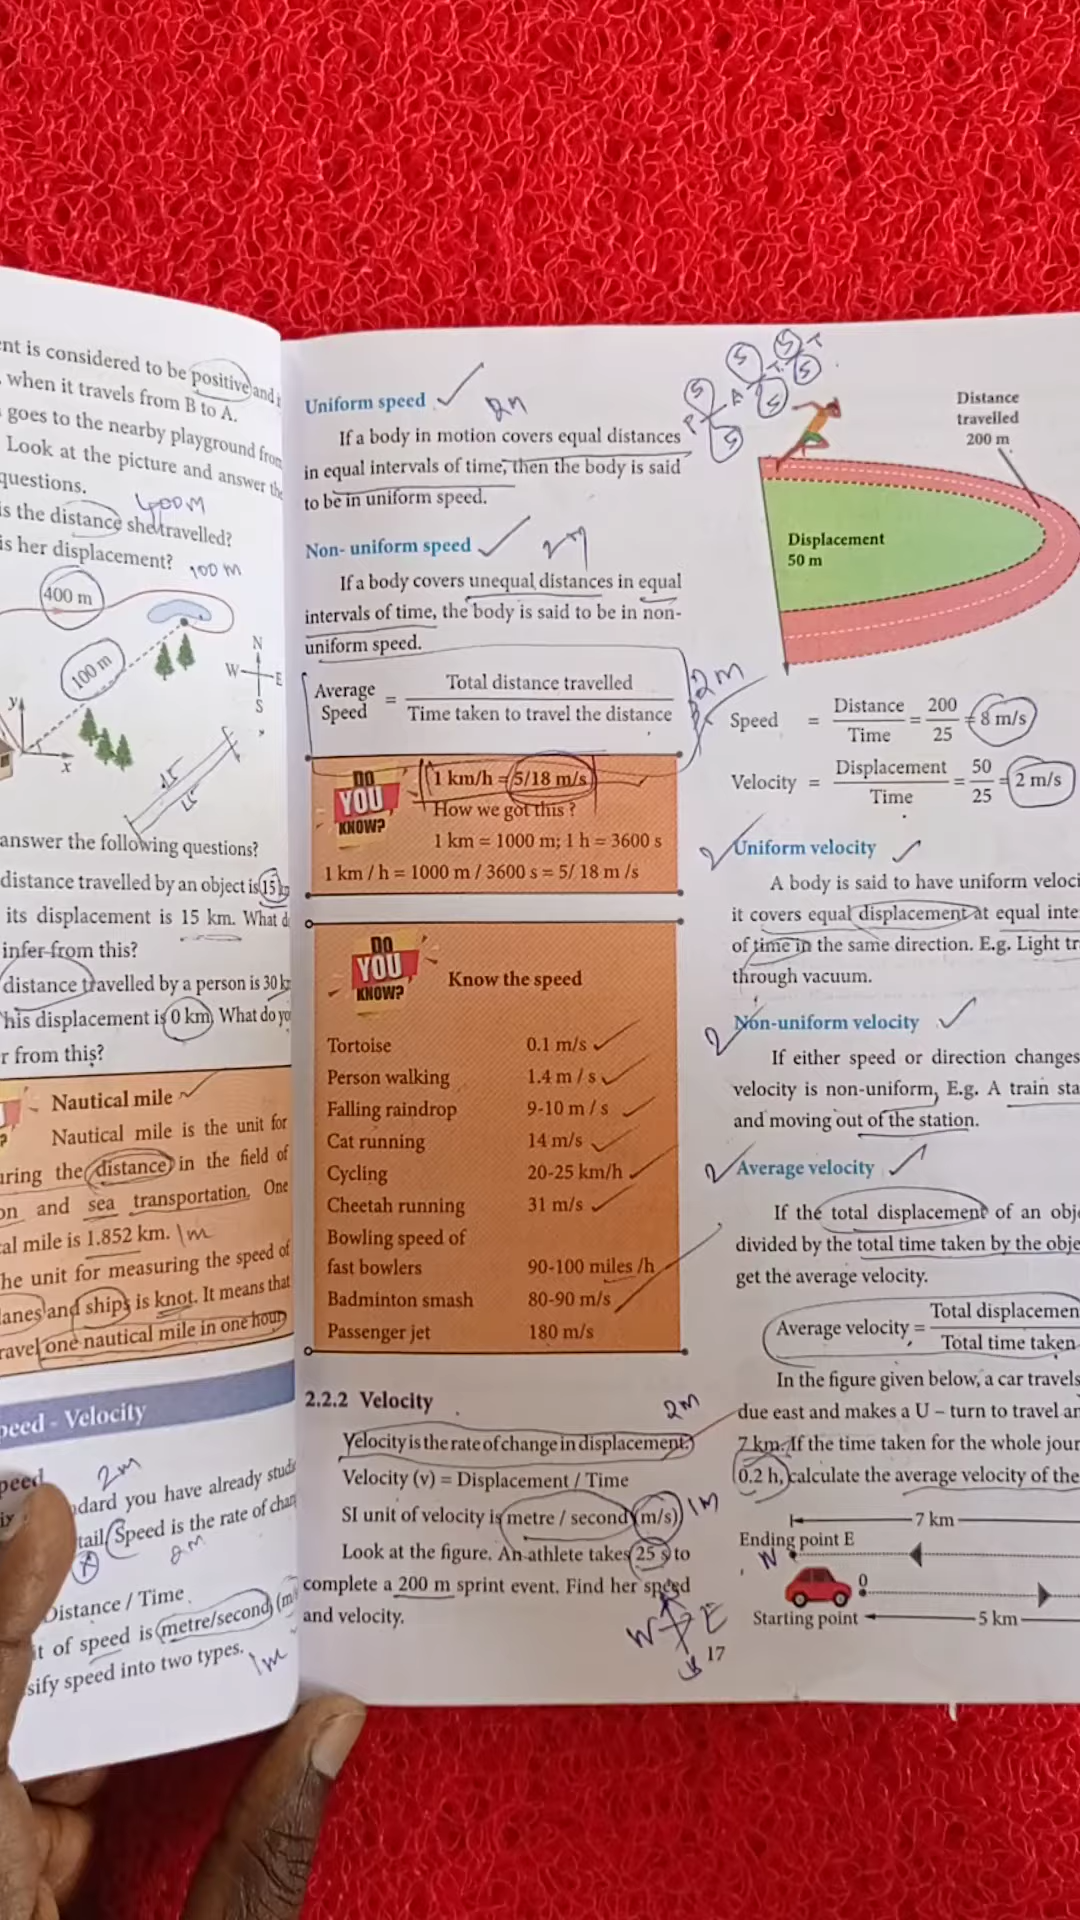 nt is considered to be positive and
when it travels from B to A.
goes to the nearby playground from
Look at the picture and answer the
questions.
600m
is the distance she travelled?
is her displacement?
100 m
400 m
100 m
N
W
E
S
y
x
answer the following questions?
distance travelled by an object is 15
its displacement is 15 km. What
infer from this?
distance travelled by a person is 30
his displacement is 0 km. What do
r from this?
Nautical mile
Nautical mile is the unit for
uring the distance in the field of
on and sea transportation. One
al mile is 1.852 km.
1m
he unit for measuring the speed of
anes and ships is knot. It means that
ravel one nautical mile in one hour
peed - Velocity
peed
2m
dard you have already
tail. Speed is the rate of
2m
Distance / Time
it of speed is metre/second
sify speed into two types.
1m
Uniform speed
2m
If a body in motion covers equal distances
in equal intervals of time, then the body is said
to be in uniform speed.
Non- uniform speed
If a body covers unequal distances in equal
intervals of time, the body is said to be in non-
uniform speed.
Average Speed = Total distance travelled / Time taken to travel the distance
2m
DO YOU KNOW?
1 km/h = 5/18 m/s
How we got this ?
1 km = 1000 m; 1 h = 3600 s
1 km / h = 1000 m / 3600 s = 5/ 18 m /s
DO YOU KNOW?
Know the speed
Tortoise 0.1 m/s
Person walking 1.4 m / s
Falling raindrop 9-10 m / s
Cat running 14 m/s
Cycling 20-25 km/h
Cheetah running 31 m/s
Bowling speed of
fast bowlers 90-100 miles /h
Badminton smash 80-90 m/s
Passenger jet 180 m/s
2.2.2 Velocity
2m
Velocity is the rate of change in displacement.
Velocity (v) = Displacement / Time
SI unit of velocity is metre / second (m/s)
1m
Look at the figure. An athlete takes 25 s to
complete a 200 m sprint event. Find her speed
and velocity.
W E
17
P S S A S S T S S T
Distance
travelled
200 m
Displacement
50 m
Speed = Distance / Time = 200 / 25 = 8 m/s
Velocity = Displacement / Time = 50 / 25 = 2 m/s
Uniform velocity
A body is said to have uniform
it covers equal displacement at equal
of time in the same direction. E.g. Light
through vacuum.
Non-uniform velocity
If either speed or direction changes
velocity is non-uniform, E.g. A train
and moving out of the station.
Average velocity
If the total displacement of an
divided by the total time taken by the
get the average velocity.
Average velocity = Total displacemen / Total time taken
In the figure given below, a car travels
due east and makes a U – turn to travel
7 km. If the time taken for the whole
0.2 h, calculate the average velocity of the
7 km
Ending point E
W
0
Starting point
5 km